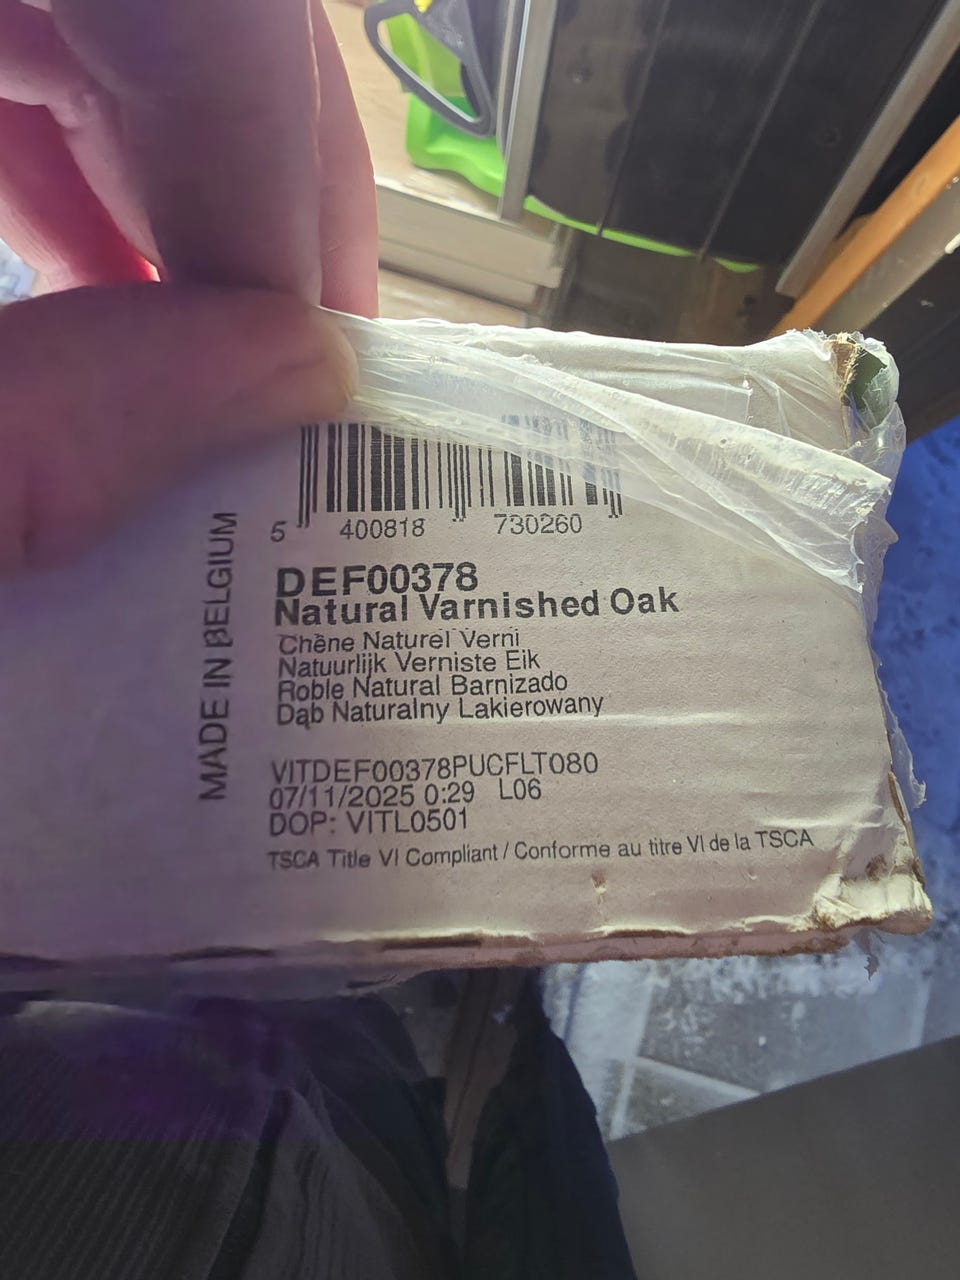 5 400818 730260
MADE IN BELGIUM
DEF00378
Natural Varnished Oak
Chêne Naturel Verni
Natuurlijk Verniste Eik
Roble Natural Barnizado
Dąb Naturalny Lakierowany
VITDEF00378PUCFLT080
07/11/2025 0:29 L06
DOP: VITL0501
TSCA Title VI Compliant / Conforme au titre VI de la TSCA